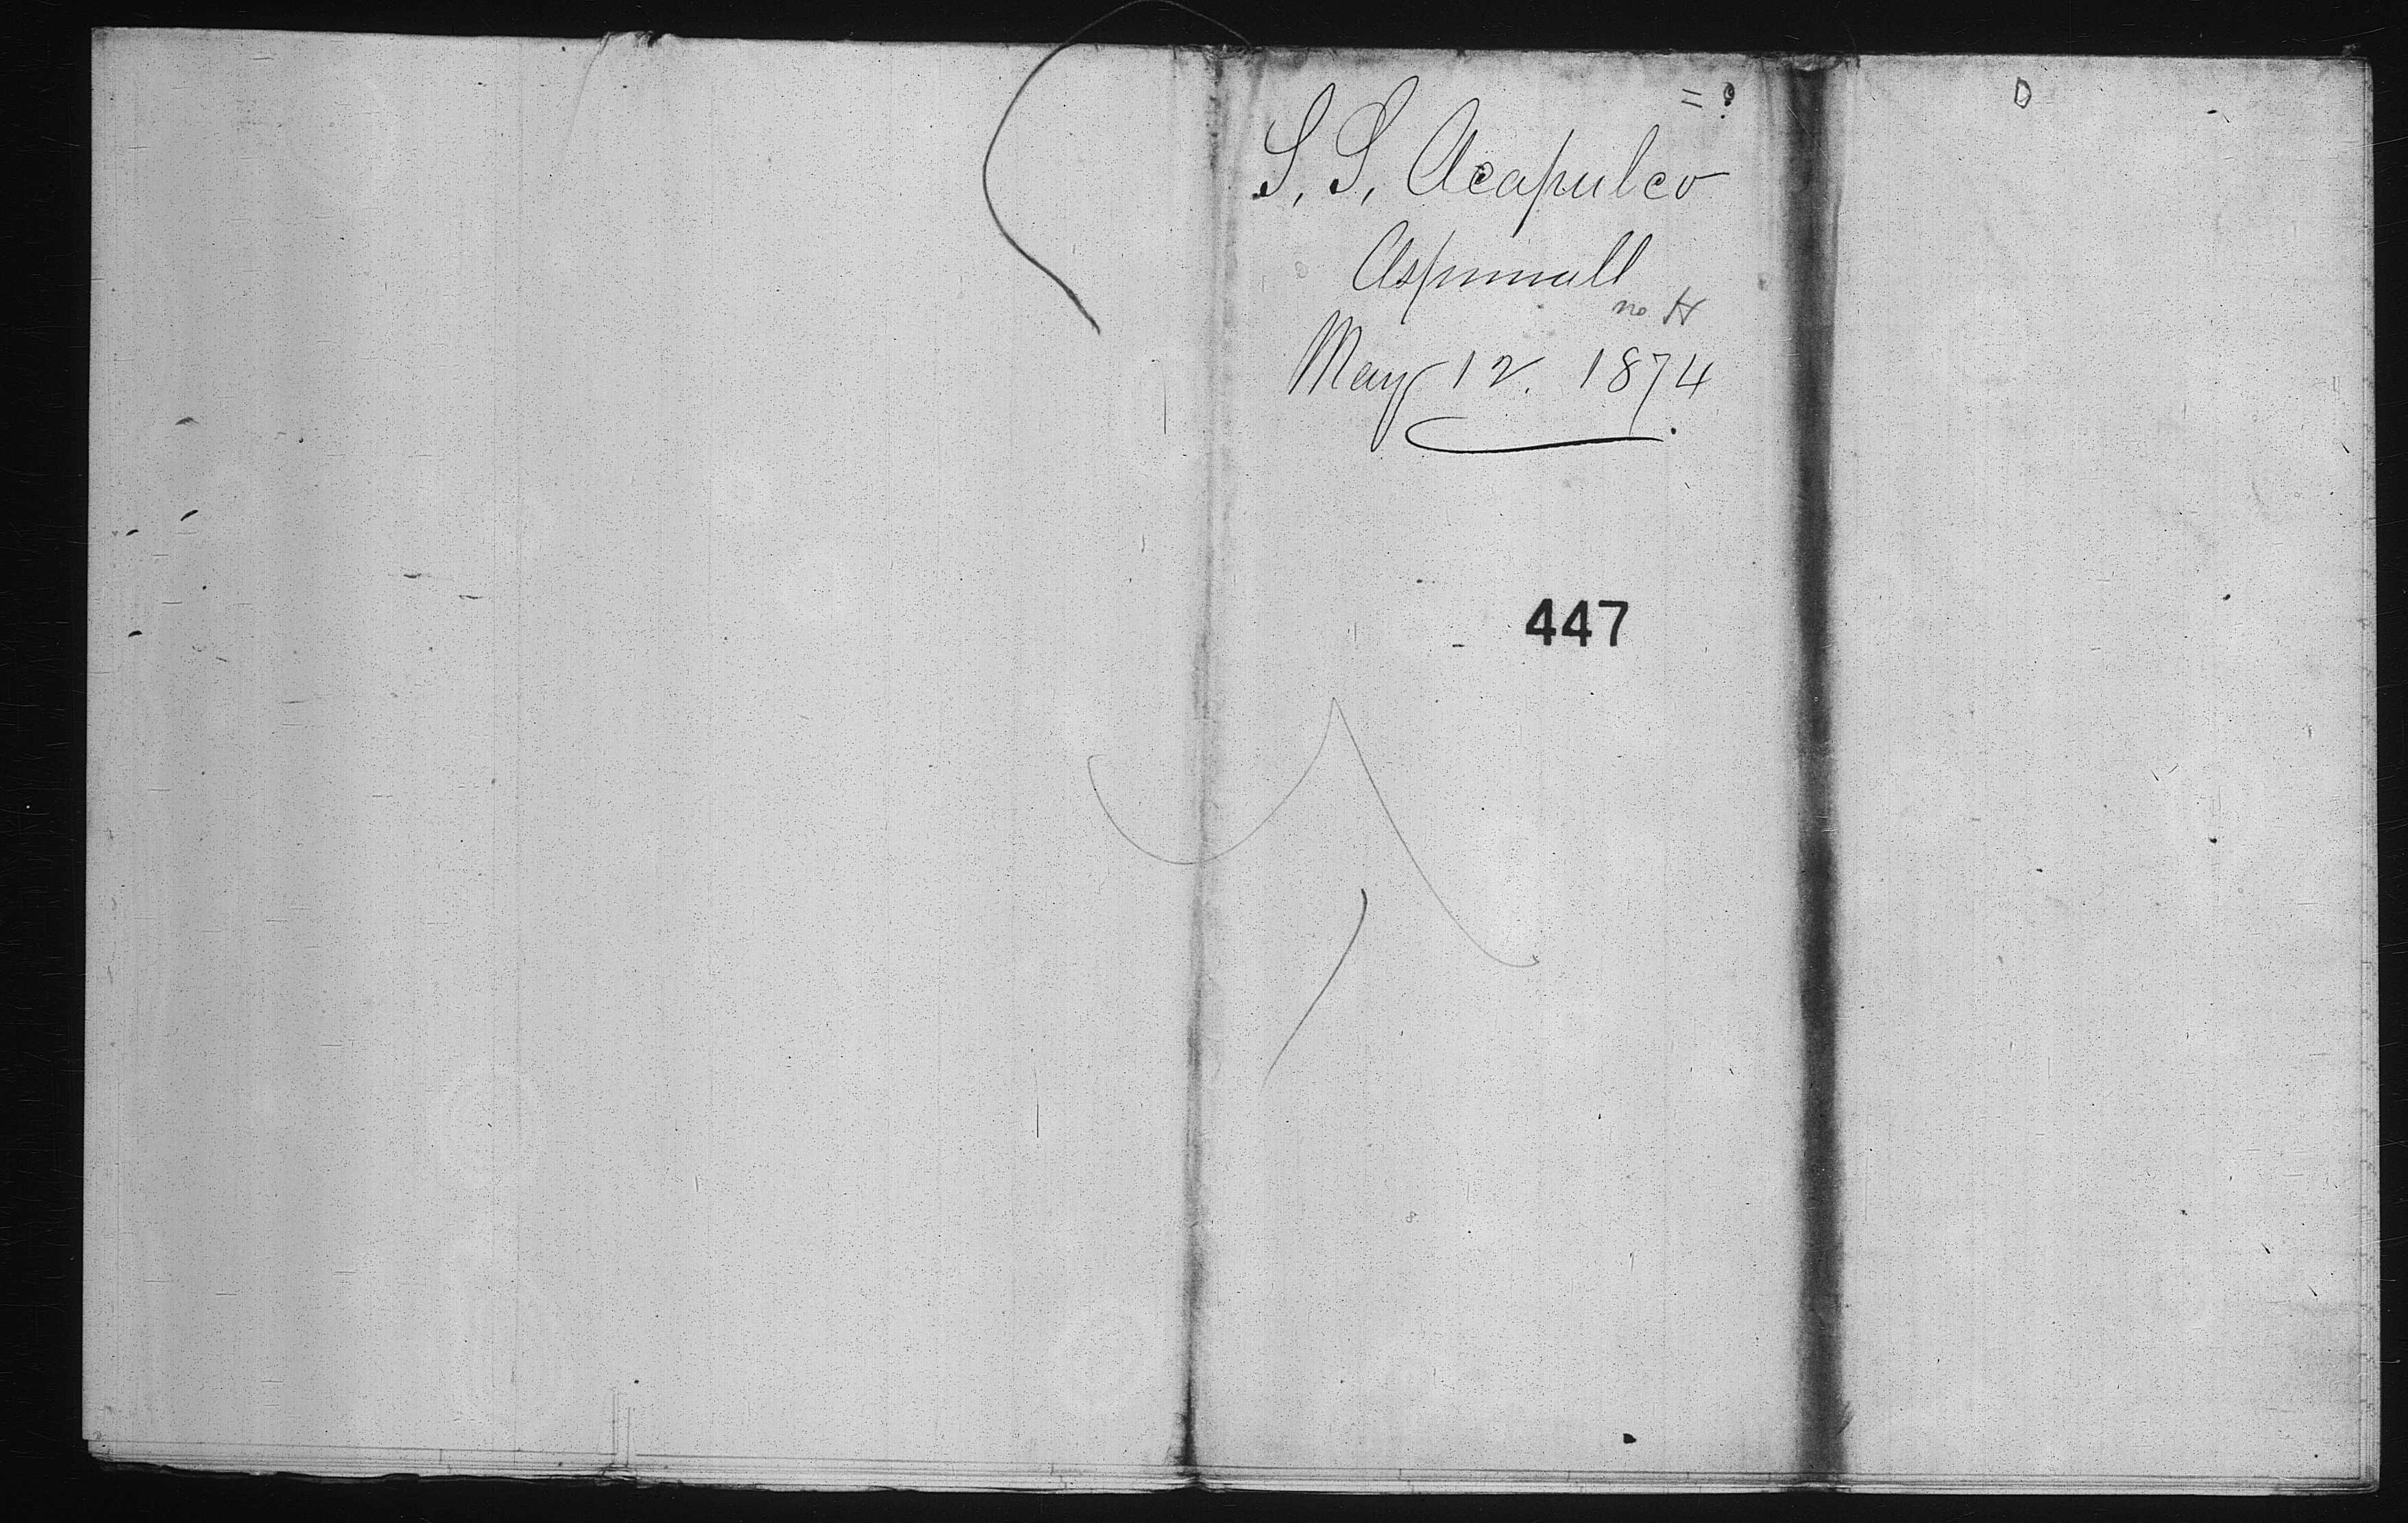 = ?
S. S. Acapulco
Aspinwall
no H
May 12. 1874
447